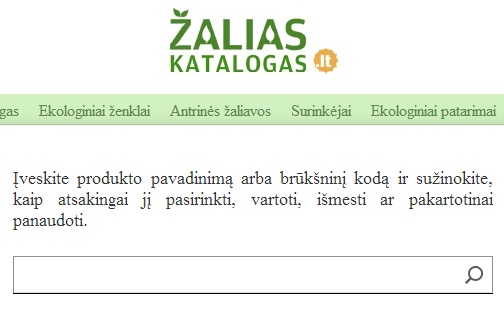 ŽALIAS
KATALOGAS .lt
gas Ekologiniai ženklai Antrinės žaliavos Surinkėjai Ekologiniai patarimai
Įveskite produkto pavadinimą arba brūkšninį kodą ir sužinokite,
kaip atsakingai jį pasirinkti, vartoti, išmesti ar pakartotinai
panaudoti.